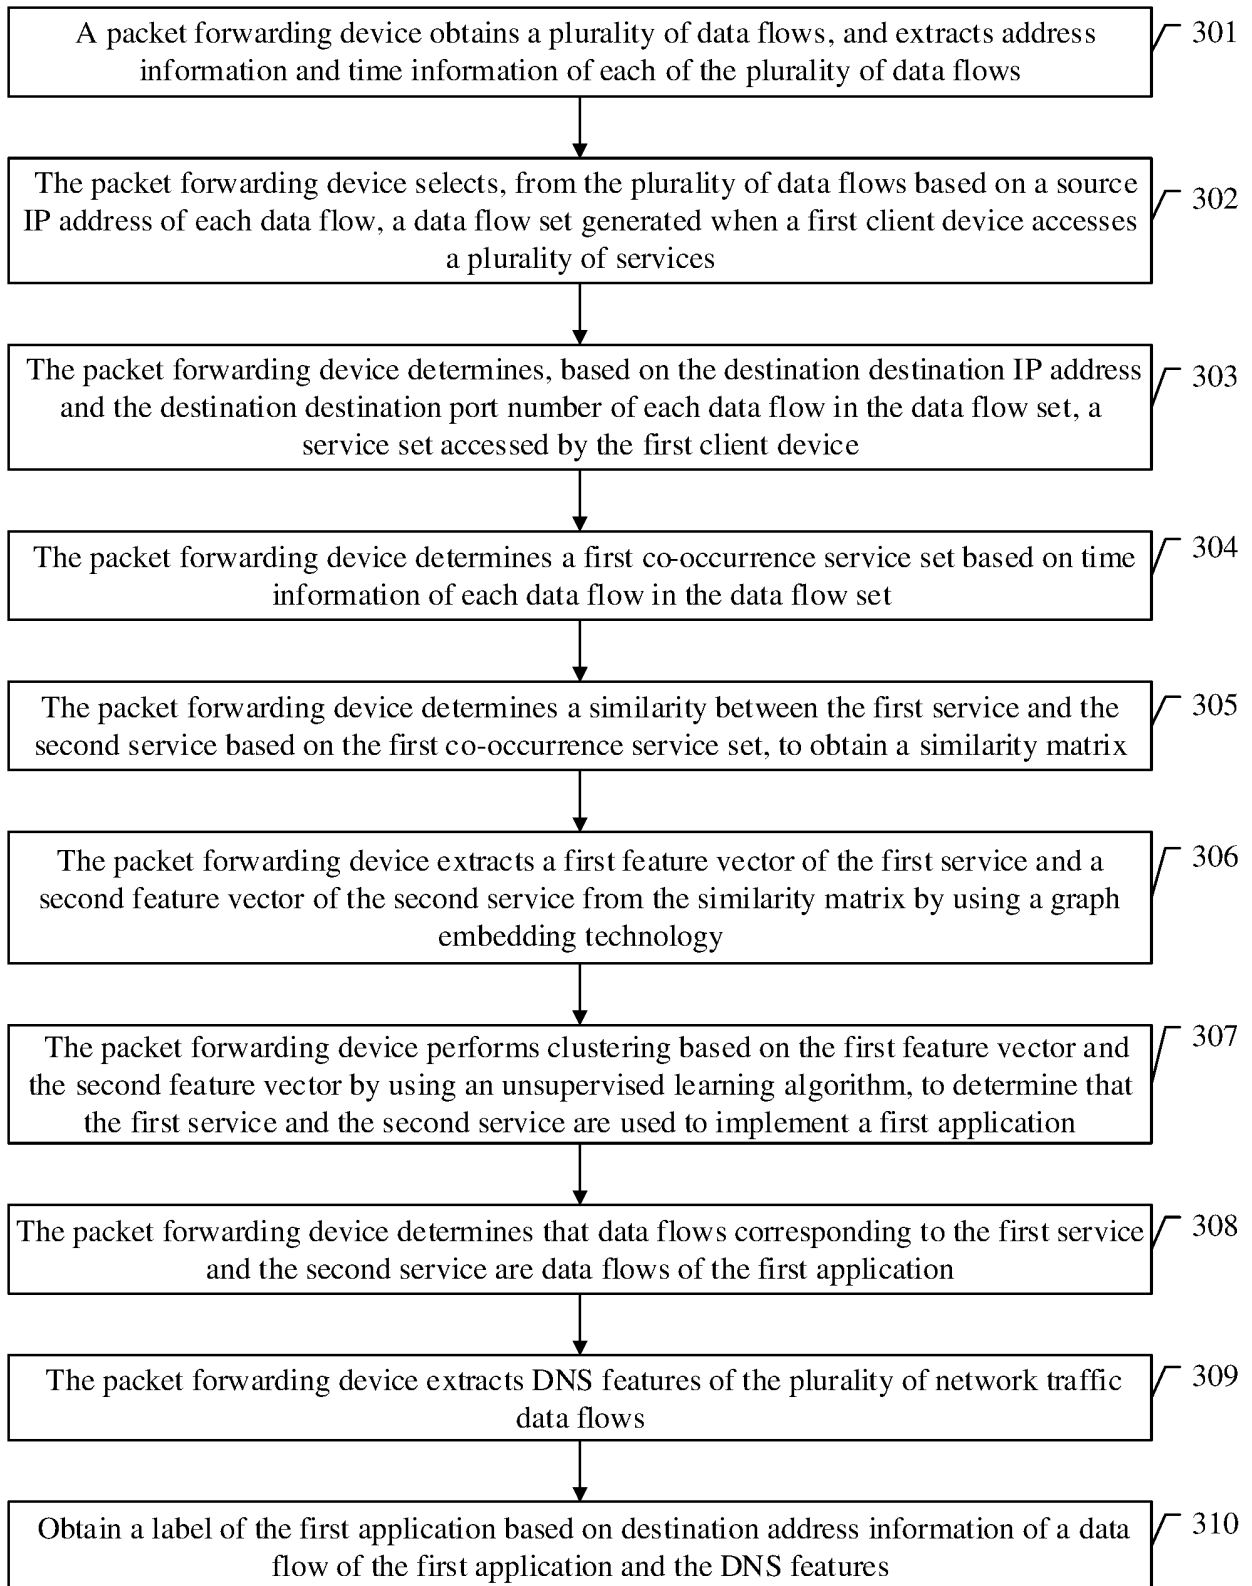 A packet forwarding device obtains a plurality of data flows, and extracts address
information and time information of each of the plurality of data flows
301
The packet forwarding device selects, from the plurality of data flows based on a source
IP address of each data flow, a data flow set generated when a first client device accesses
a plurality of services
302
The packet forwarding device determines, based on the destination destination IP address
and the destination destination port number of each data flow in the data flow set, a
service set accessed by the first client device
303
The packet forwarding device determines a first co-occurrence service set based on time
information of each data flow in the data flow set
304
The packet forwarding device determines a similarity between the first service and the
second service based on the first co-occurrence service set, to obtain a similarity matrix
305
The packet forwarding device extracts a first feature vector of the first service and a
second feature vector of the second service from the similarity matrix by using a graph
embedding technology
306
The packet forwarding device performs clustering based on the first feature vector and
the second feature vector by using an unsupervised learning algorithm, to determine that
the first service and the second service are used to implement a first application
307
The packet forwarding device determines that data flows corresponding to the first service
and the second service are data flows of the first application
308
The packet forwarding device extracts DNS features of the plurality of network traffic
data flows
309
Obtain a label of the first application based on destination address information of a data
flow of the first application and the DNS features
310